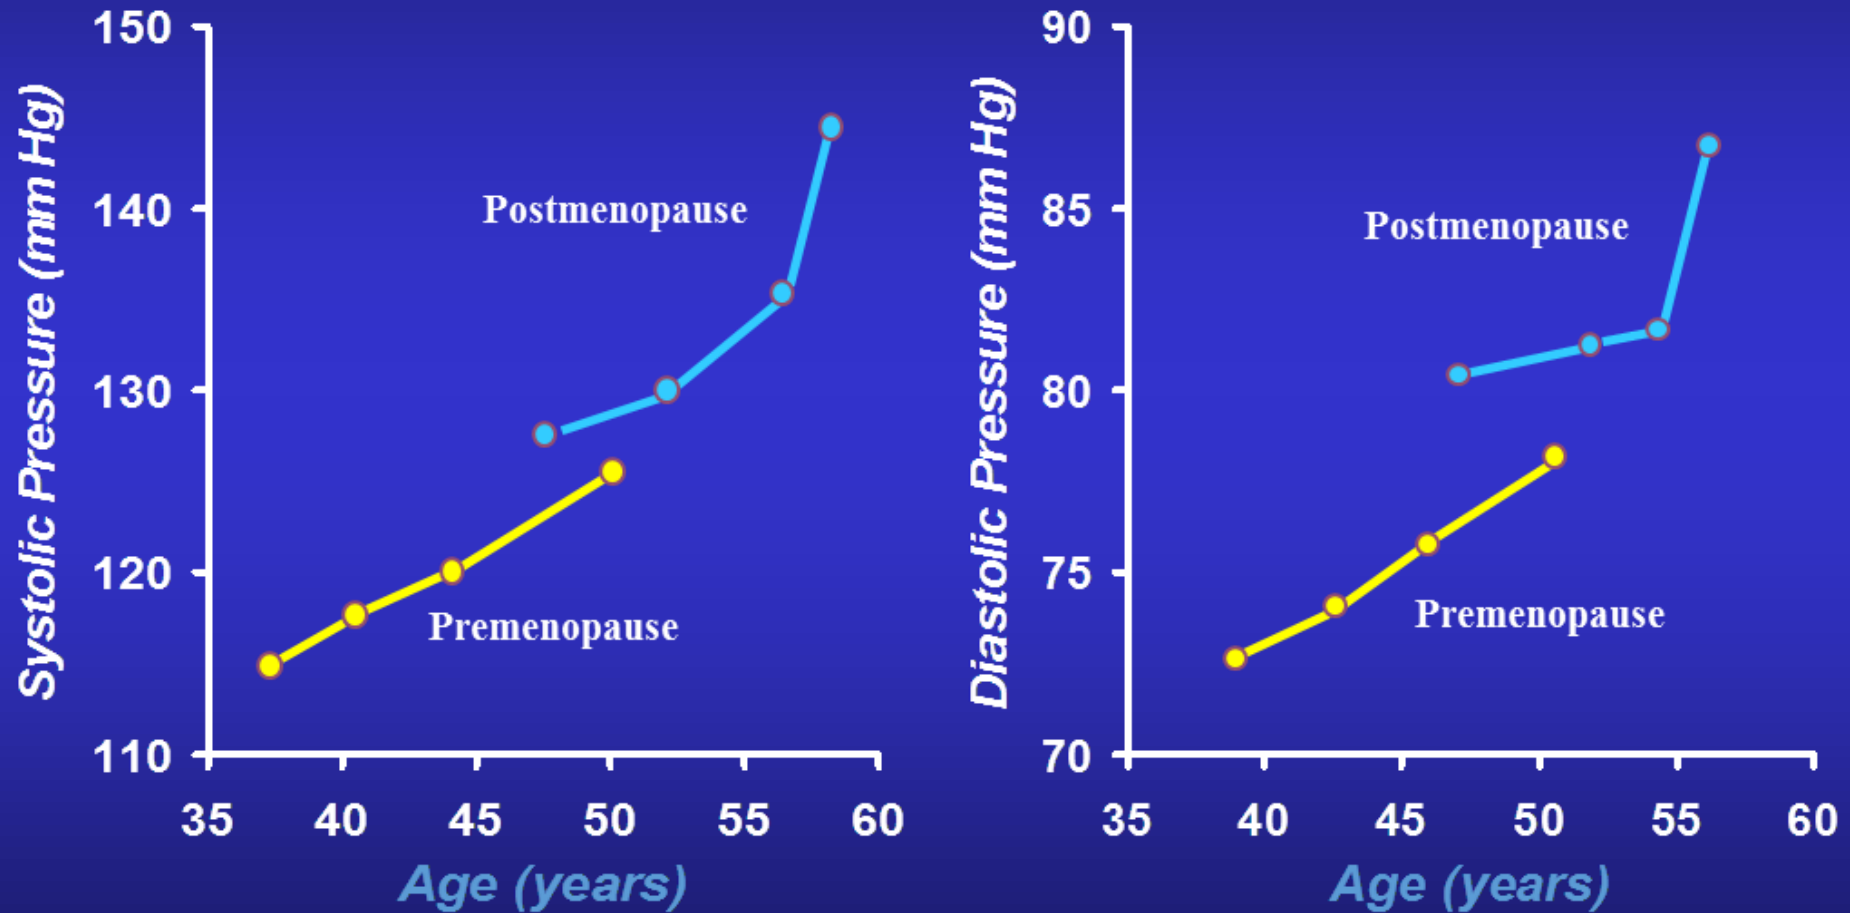 Systolic Pressure (mm Hg)
150
140
130
120
110
Postmenopause
Premenopause
35 40 45 50 55 60
Age (years)
Diastolic Pressure (mm Hg)
90
85
80
75
70
Postmenopause
Premenopause
35 40 45 50 55 60
Age (years)